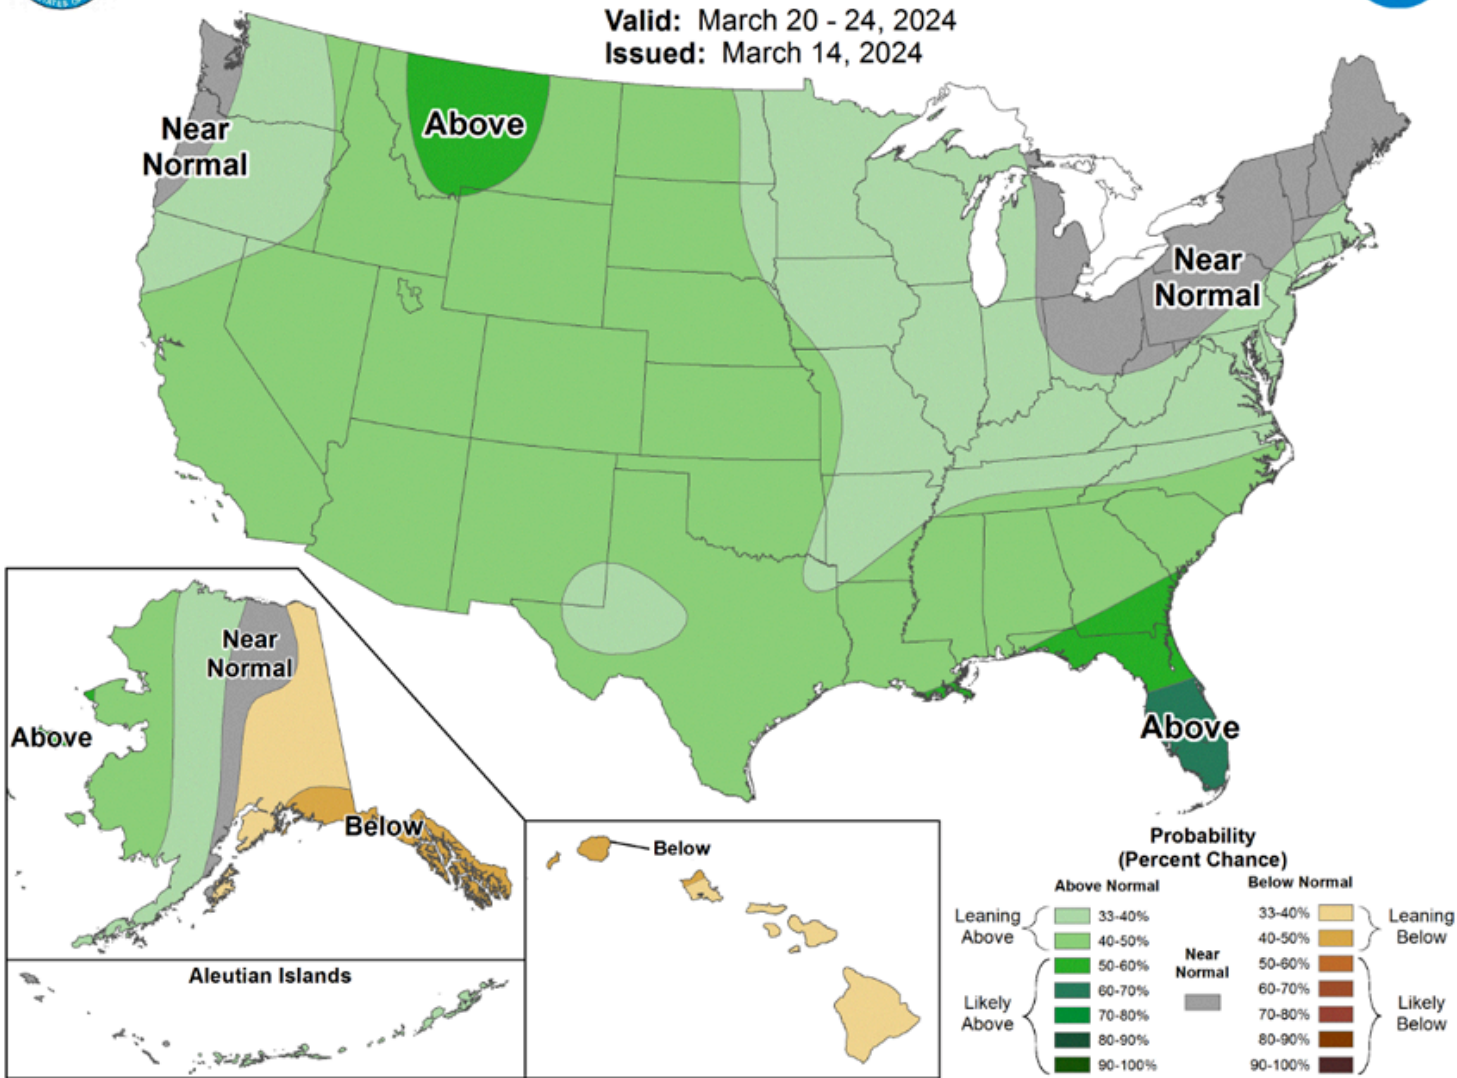 Valid: March 20 - 24, 2024
Issued: March 14, 2024
Near
Normal
Above
Near
Normal
Near
Normal
Above
Above
Below
Aleutian Islands
Below
Probability
(Percent Chance)
Above Normal
Below Normal
Leaning
Above
33-40%
40-50%
Likely
Above
50-60%
60-70%
70-80%
80-90%
90-100%
Near
Normal
33-40%
40-50%
Leaning
Below
50-60%
60-70%
70-80%
80-90%
90-100%
Likely
Below